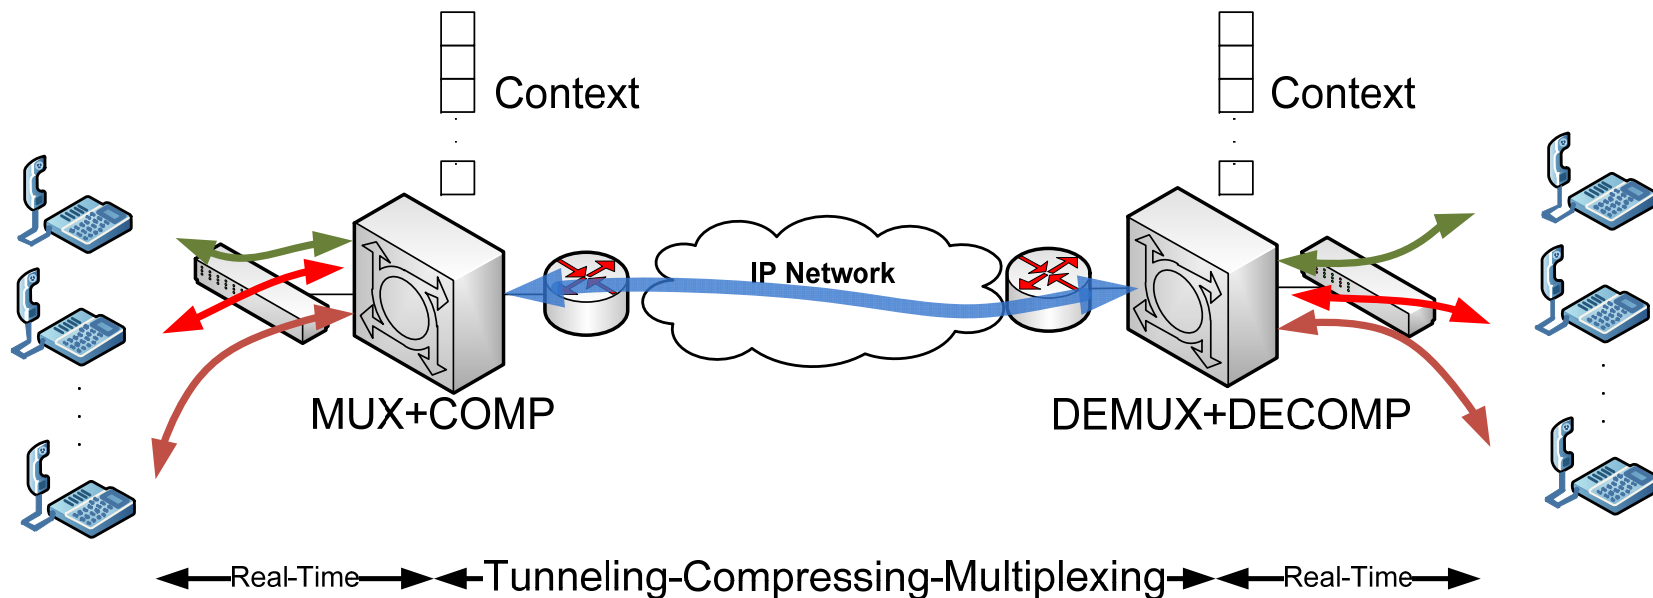 Context
Context
IP Network
MUX+COMP
DEMUX+DECOMP
Real-Time
Tunneling-Compressing-Multiplexing
Real-Time